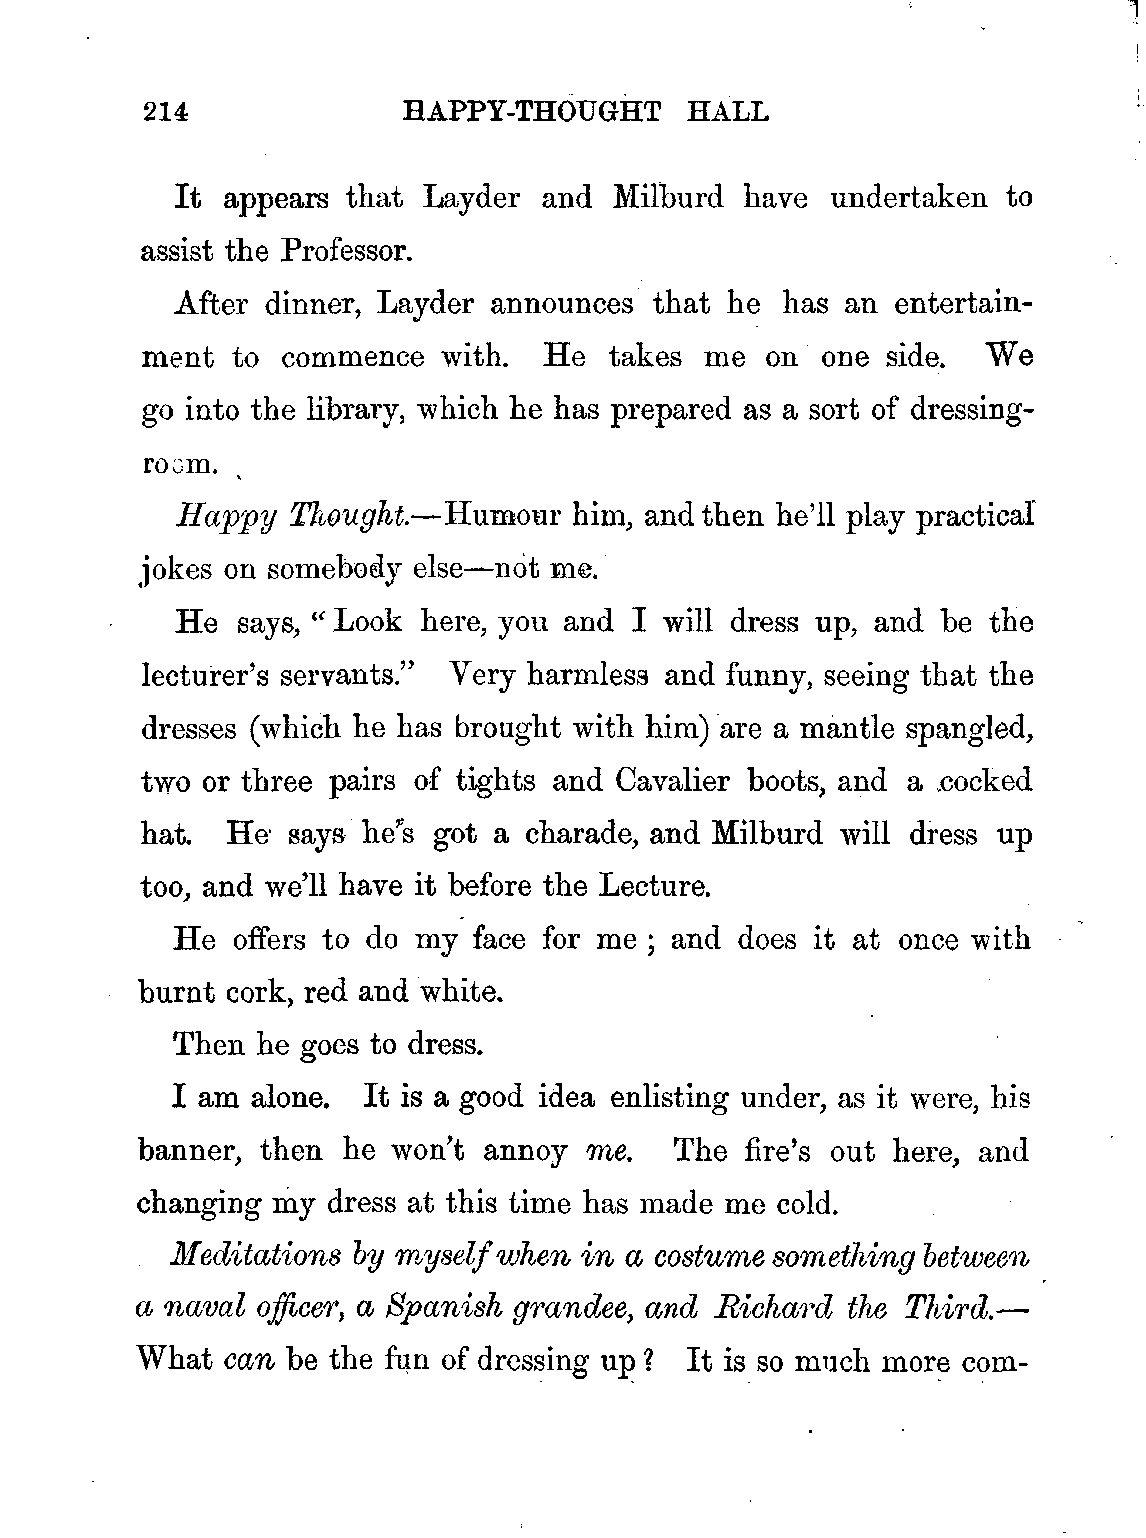 214 HAPPY-THOUGHT HALL
It appears that Layder and Milburd have undertaken to
assist the Professor.
After dinner, Layder announces that he has an entertain-
ment to commence with. He takes me on one side. We
go into the library, which he has prepared as a sort of dressing-
room.
Happy Thought.—Humour him, and then he'll play practical
jokes on somebody else—not me.
He says, “Look here, you and I will dress up, and be the
lecturer's servants.” Very harmless and funny, seeing that the
dresses (which he has brought with him) are a mantle spangled,
two or three pairs of tights and Cavalier boots, and a cocked
hat. He says he's got a charade, and Milburd will dress up
too, and we'll have it before the Lecture.
He offers to do my face for me ; and does it at once with
burnt cork, red and white.
Then he goes to dress.
I am alone. It is a good idea enlisting under, as it were, his
banner, then he won't annoy me. The fire's out here, and
changing my dress at this time has made me cold.
Meditations by myself when in a costume something between
a naval officer, a Spanish grandee, and Richard the Third.—
What can be the fun of dressing up ? It is so much more com-